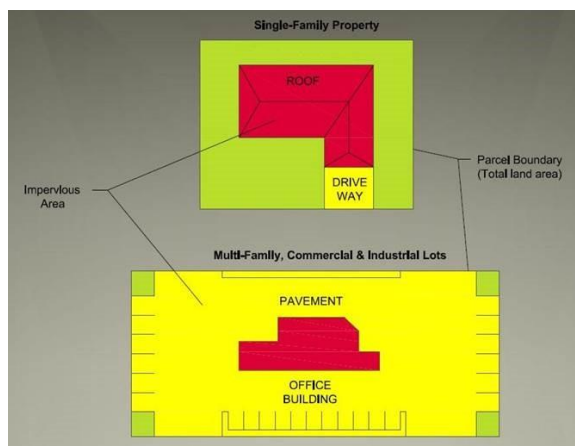 Single-Family Property
ROOF
Parcel Boundary
(Total land area)
Impervious
Area
DRIVE
WAY
Multi-Family, Commercial & Industrial Lots
PAVEMENT
OFFICE
BUILDING